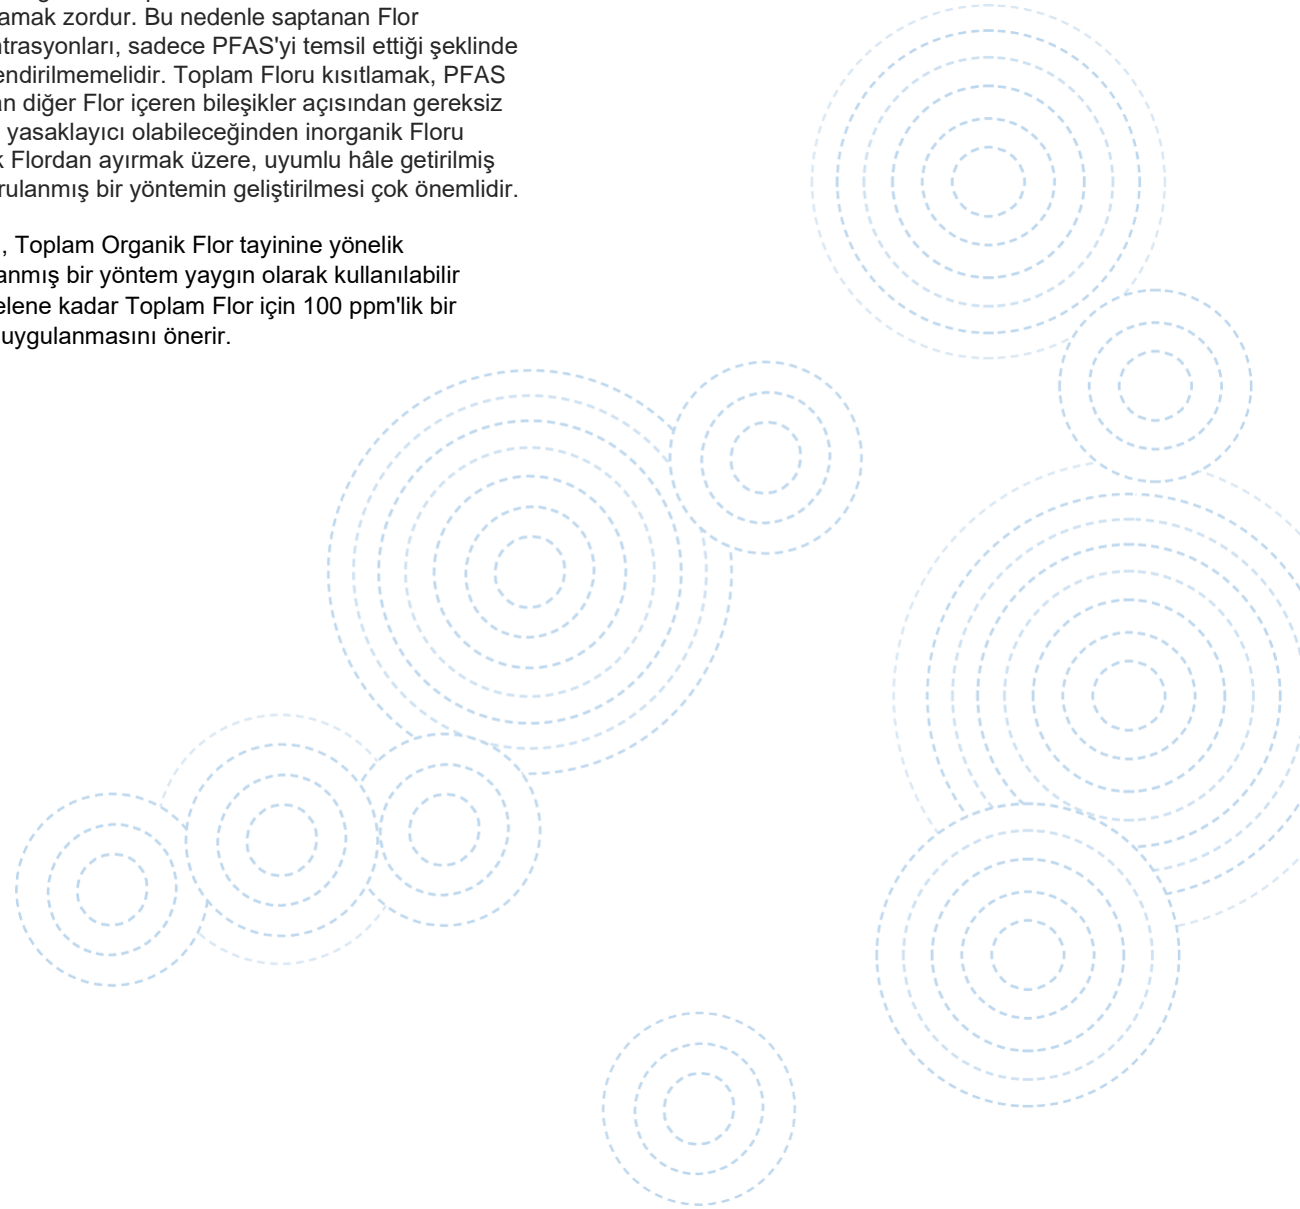 amak zordur. Bu nedenle saptanan Flor
ntrasyonları, sadece PFAS'yi temsil ettiği şeklinde
endirilmemelidir. Toplam Floru kısıtlamak, PFAS
an diğer Flor içeren bileşikler açısından gereksiz
yasaklayıcı olabileceğinden inorganik Floru
k Flordan ayırmak üzere, uyumlu hâle getirilmiş
rulanmış bir yöntemin geliştirilmesi çok önemlidir.
, Toplam Organik Flor tayinine yönelik
anmış bir yöntem yaygın olarak kullanılabilir
elene kadar Toplam Flor için 100 ppm'lik bir
uygulanmasını önerir.